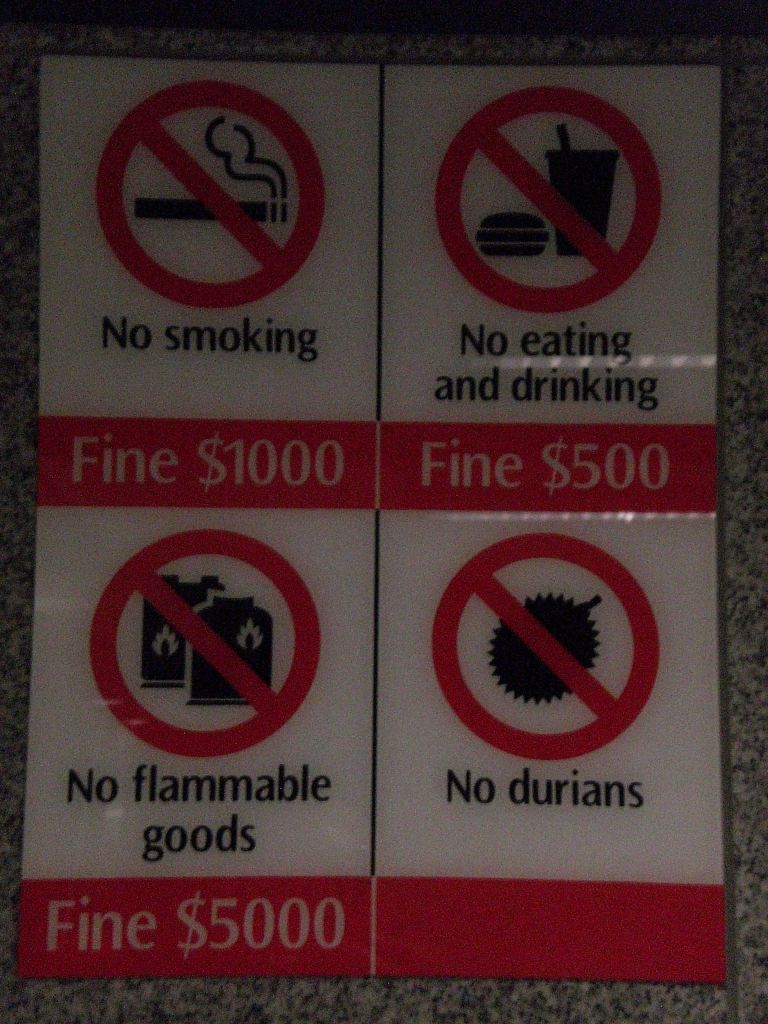 No smoking
Fine $1000
No eating
and drinking
Fine $500
No flammable
goods
Fine $5000
No durians